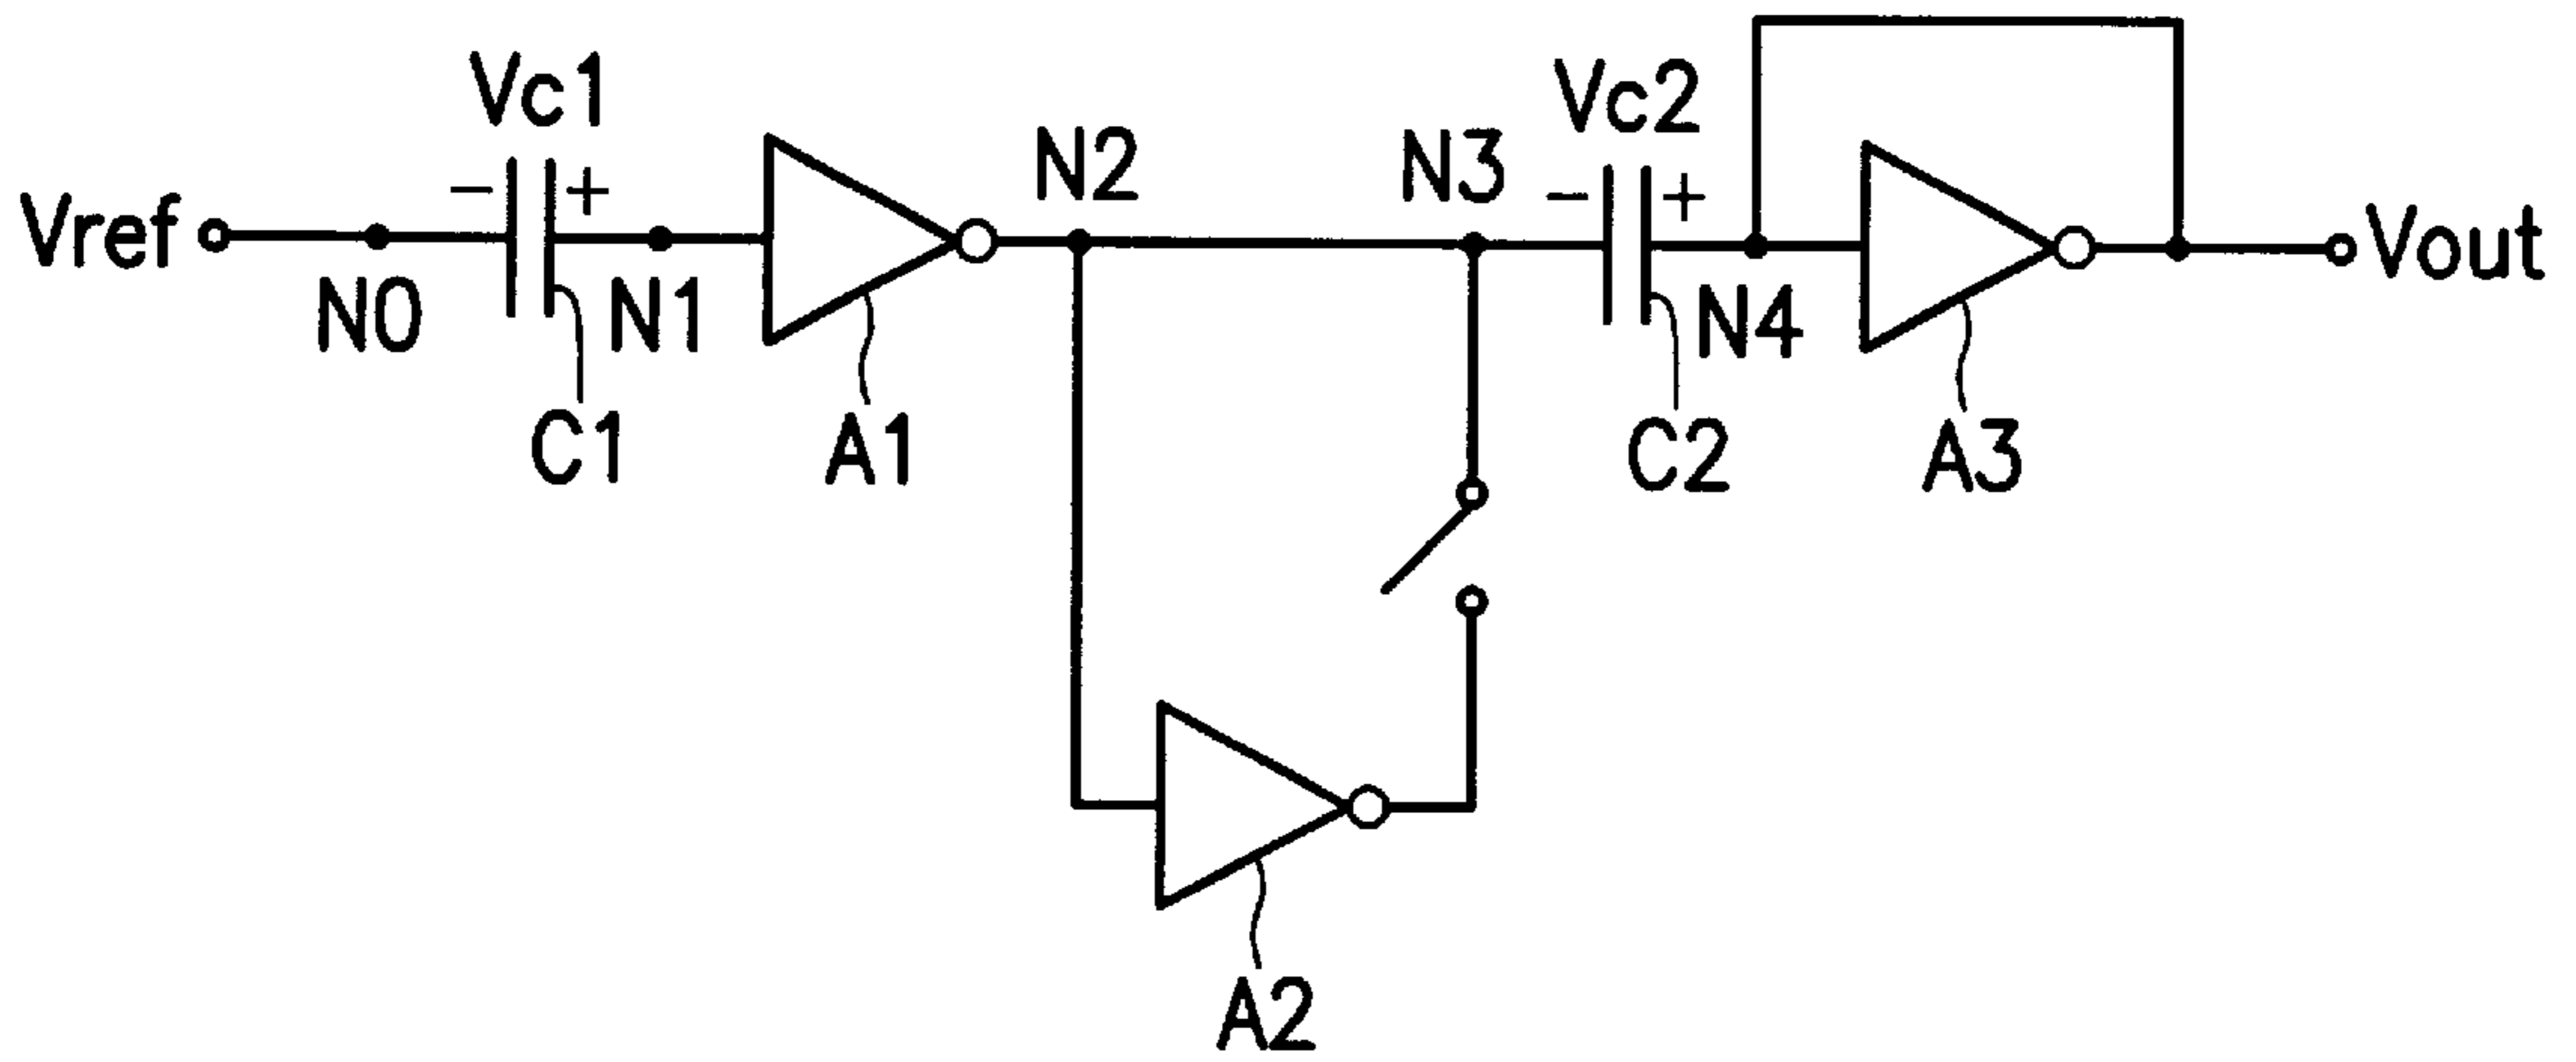 Vref
N0
Vc1
− +
C1
N1
A1
N2
N3
Vc2
− +
C2
N4
A3
Vout
A2